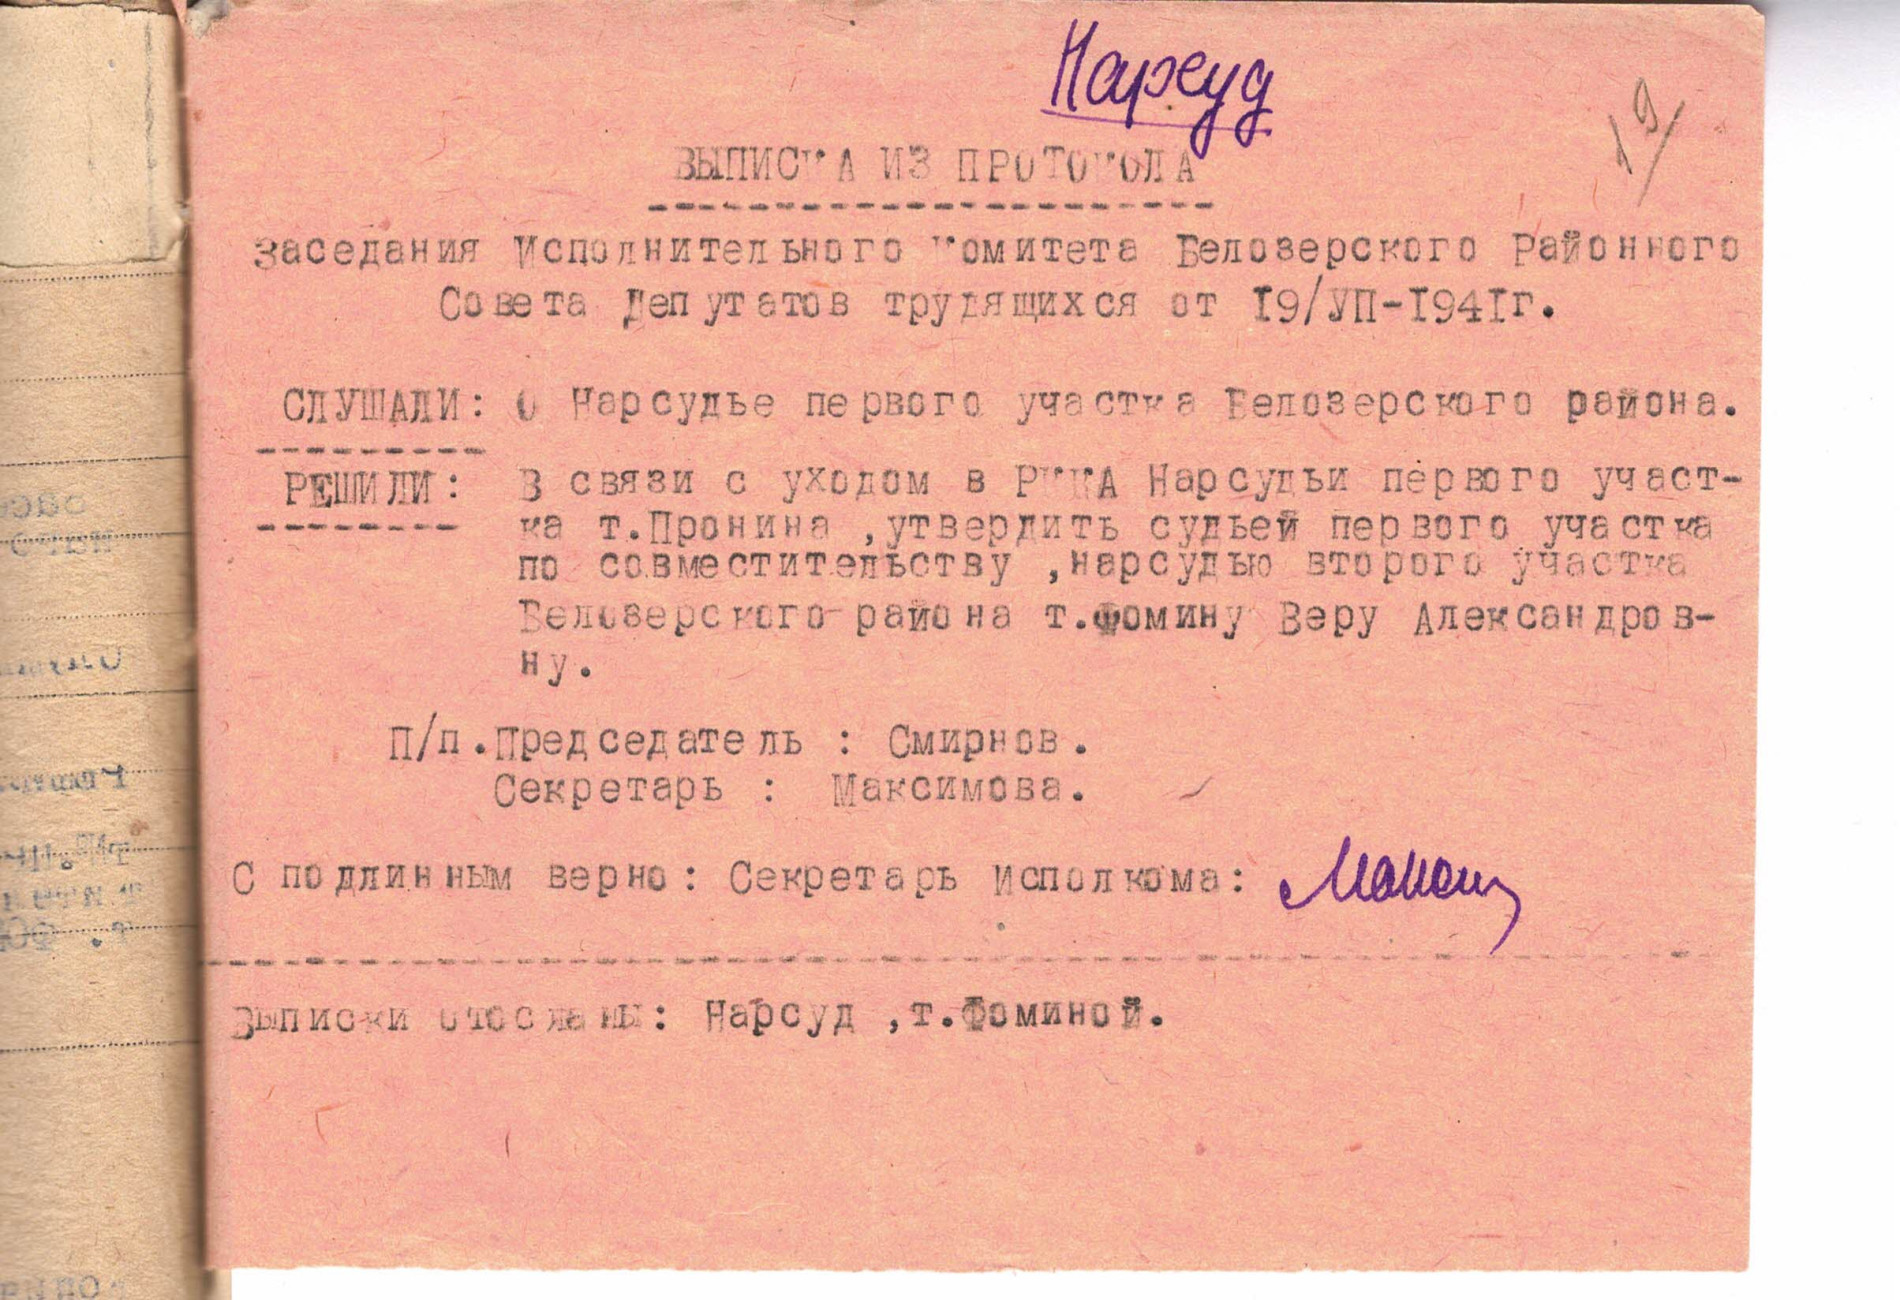 Нарсуд
19
ВЫПИСКА ИЗ ПРОТОКОЛА
заседания Исполнительного Комитета Белозерского Районного
Совета Депутатов трудящихся от I9/УП-I94Iг.
СЛУШАЛИ: О Нарсудье первого участка Белозерского района.
РЕШИЛИ: В связи с уходом в РККА Нарсудьи первого участ-
ка т.Пронина ,утвердить судьей первого участка
по совместительству ,нарсудью второго участка
Белозерского района т.Фомину Веру Александров-
ну.
П/п.Председатель : Смирнов.
Секретарь : Максимова.
С подлинным верно: Секретарь Исполкома:
Выписки отосланы: Нарсуд ,т.Фоминой.